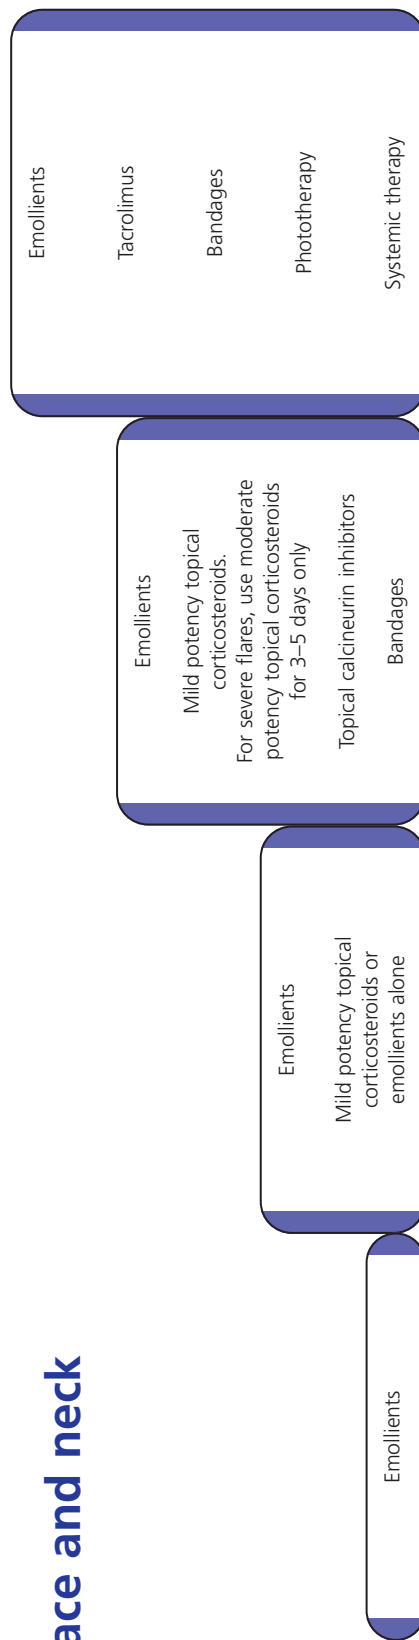 ace and neck
Emollients
Emollients
Mild potency topical
corticosteroids or
emollients alone
Emollients
Mild potency topical
corticosteroids.
For severe flares, use moderate
potency topical corticosteroids
for 3–5 days only
Topical calcineurin inhibitors
Bandages
Emollients
Tacrolimus
Bandages
Phototherapy
Systemic therapy